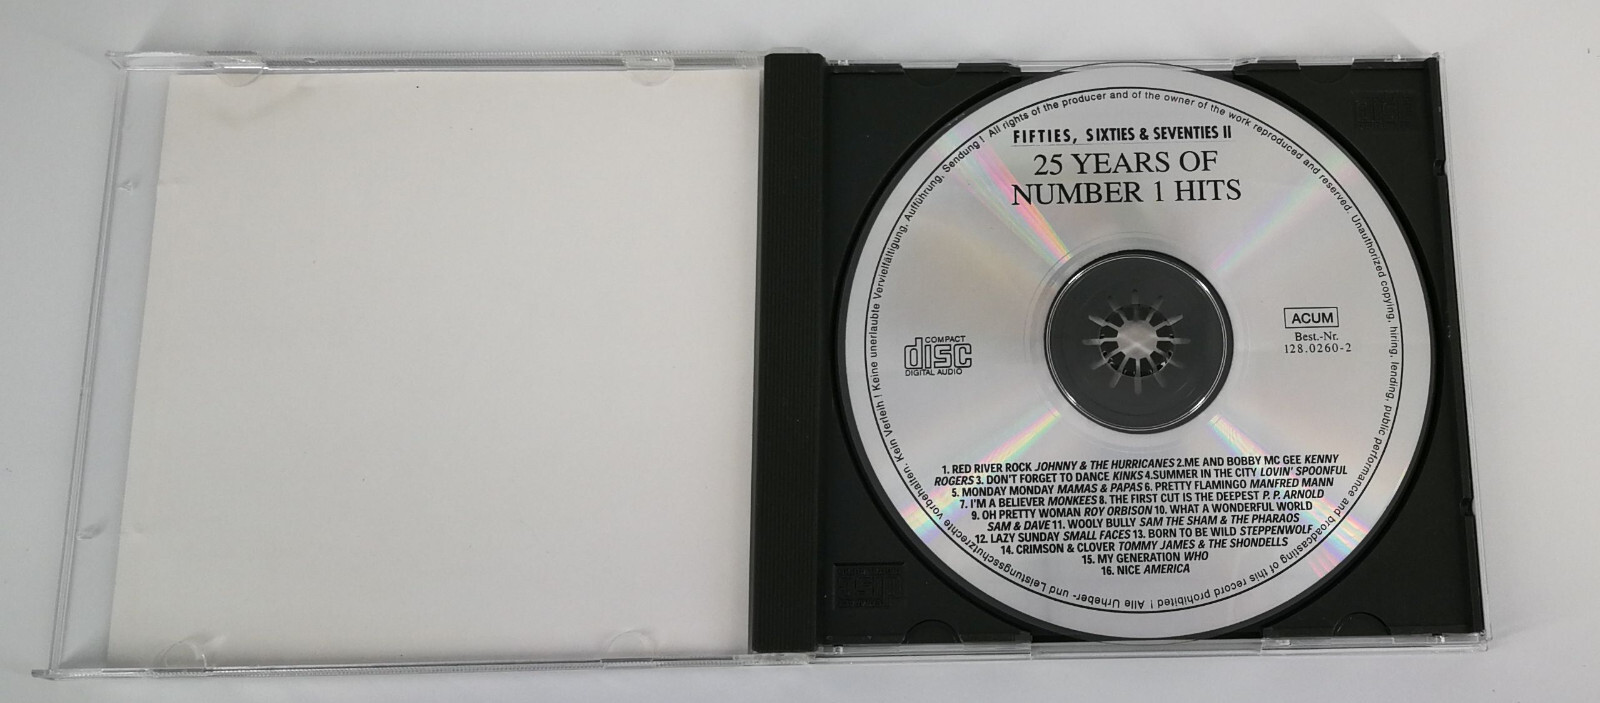 FIFTIES, SIXTIES & SEVENTIES II
25 YEARS OF
NUMBER 1 HITS
COMPACT
disc
DIGITAL AUDIO
ACUM
Best.-Nr.
128.0260-2
1. RED RIVER ROCK JOHNNY & THE HURRICANES 2.ME AND BOBBY MC GEE KENNY
ROGERS 3. DON'T FORGET TO DANCE KINKS 4.SUMMER IN THE CITY LOVIN' SPOONFUL
5. MONDAY MONDAY MAMAS & PAPAS 6. PRETTY FLAMINGO MANFRED MANN
7. I'M A BELIEVER MONKEES 8. THE FIRST CUT IS THE DEEPEST P. P. ARNOLD
9. OH PRETTY WOMAN ROY ORBISON 10. WHAT A WONDERFUL WORLD
SAM & DAVE 11. WOOLY BULLY SAM THE SHAM & THE PHARAOS
12. LAZY SUNDAY SMALL FACES 13. BORN TO BE WILD STEPPENWOLF
14. CRIMSON & CLOVER TOMMY JAMES & THE SHONDELLS
15. MY GENERATION WHO
16. NICE AMERICA
All rights of the producer and of the owner of the work reproduced and reserved. Unauthorized copying, hiring, lending, public performance and broadcasting of this record prohibited ! Alle Urheber- und Leistungsschutzrechte vorbehalten. Kein Verleih ! Keine unerlaubte Vervielfältigung, Aufführung, Sendung !